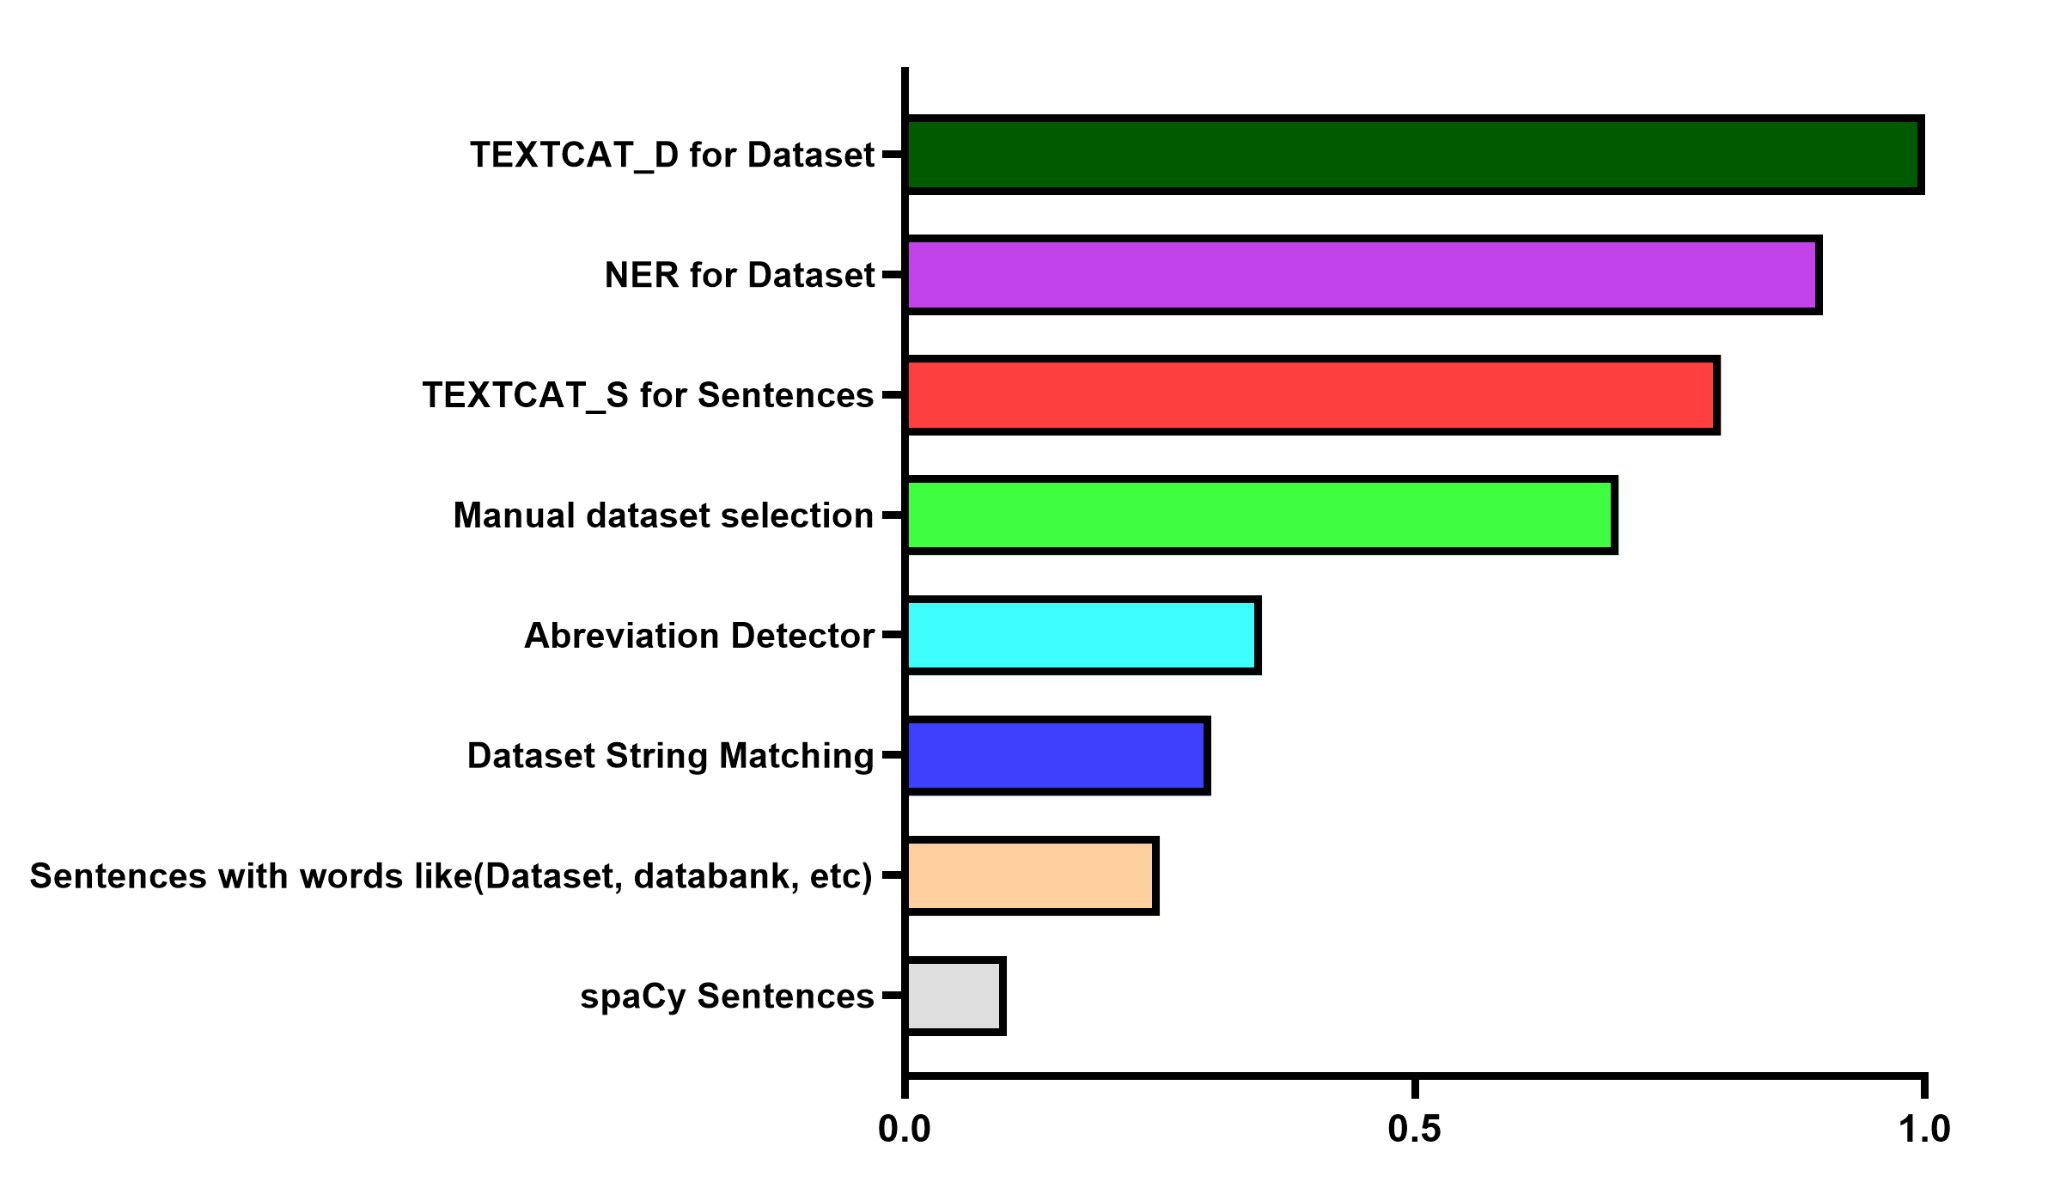 TEXTCAT_D for Dataset
NER for Dataset
TEXTCAT_S for Sentences
Manual dataset selection
Abreviation Detector
Dataset String Matching
Sentences with words like(Dataset, databank, etc)
spaCy Sentences
0.0 0.5 1.0